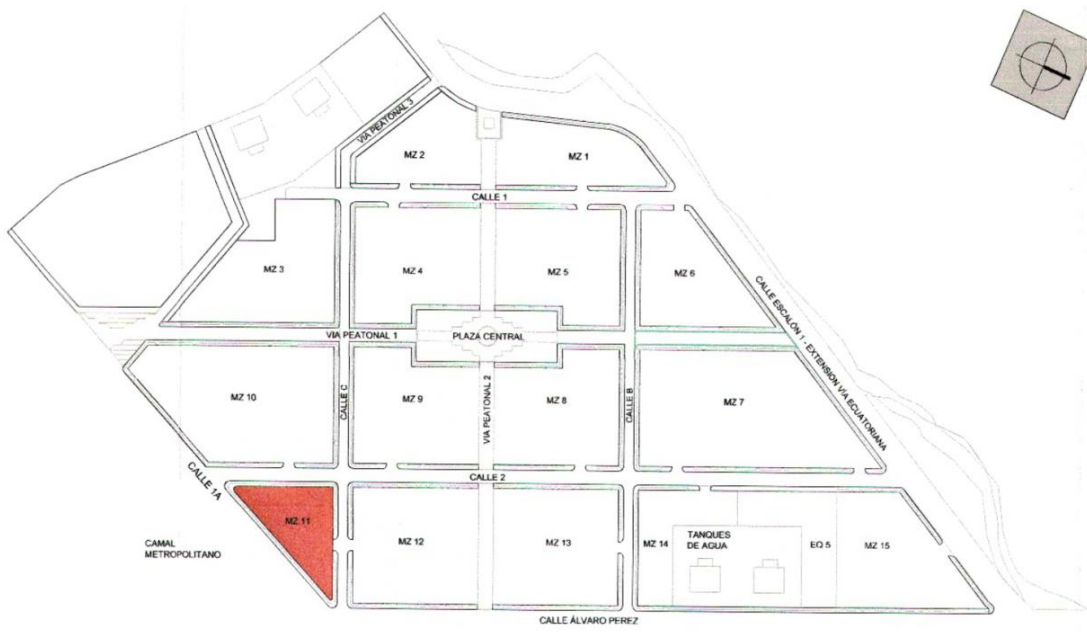 VIA PEATONAL 3
MZ 2
MZ 1
CALLE 1
MZ 3
MZ 4
MZ 5
MZ 6
CALLE ESCALON 1 - EXTENSION VÍA ECUATORIANA
VIA PEATONAL 1
PLAZA CENTRAL
MZ 10
CALLE C
MZ 9
VIA PEATONAL 2
MZ 8
CALLE B
MZ 7
CALLE 1A
CALLE 2
MZ 11
CAMAL
METROPOLITANO
MZ 12
MZ 13
MZ 14
TANQUES
DE AGUA
EQ 5
MZ 15
CALLE ÁLVARO PEREZ